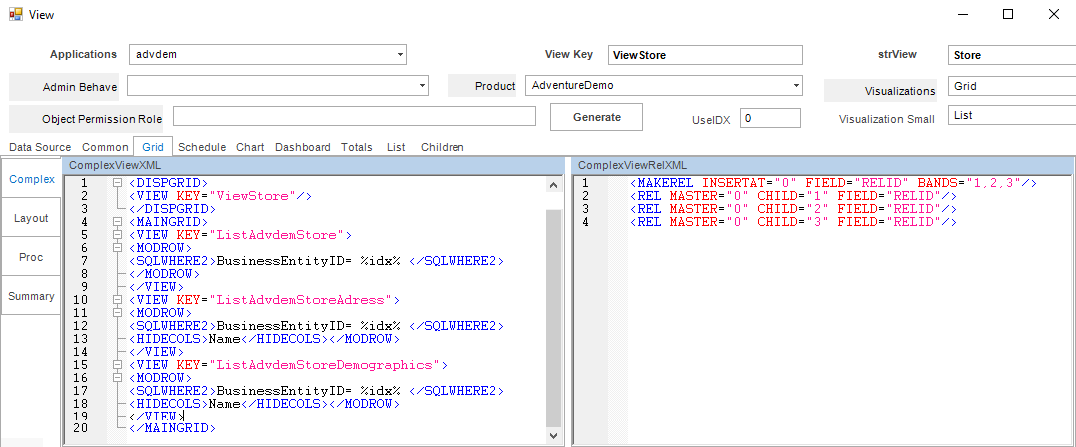 View
Applications advdem View Key ViewStore strView Store
Admin Behave Product AdventureDemo Visualizations Grid
Object Permission Role Generate UseIDX 0 Visualization Small List
Data Source Common Grid Schedule Chart Dashboard Totals List Children
Complex
Layout
Proc
Summary
ComplexViewXML
1 <DISPGRID>
2 <VIEW KEY="ViewStore"/>
3 </DISPGRID>
4 <MAINGRID>
5 <VIEW KEY="ListAdvdemStore">
6 <MODROW>
7 <SQLWHERE2>BusinessEntityID= %idx% </SQLWHERE2>
8 </MODROW>
9 </VIEW>
10 <VIEW KEY="ListAdvdemStoreAdress">
11 <MODROW>
12 <SQLWHERE2>BusinessEntityID= %idx% </SQLWHERE2>
13 <HIDECOLS>Name</HIDECOLS></MODROW>
14 </VIEW>
15 <VIEW KEY="ListAdvdemStoreDemographics">
16 <MODROW>
17 <SQLWHERE2>BusinessEntityID= %idx% </SQLWHERE2>
18 <HIDECOLS>Name</HIDECOLS></MODROW>
19 </VIEW>
20 </MAINGRID>
ComplexViewRelXML
1 <MAKEREL INSERTAT="0" FIELD="RELID" BANDS="1,2,3"/>
2 <REL MASTER="0" CHILD="1" FIELD="RELID"/>
3 <REL MASTER="0" CHILD="2" FIELD="RELID"/>
4 <REL MASTER="0" CHILD="3" FIELD="RELID"/>